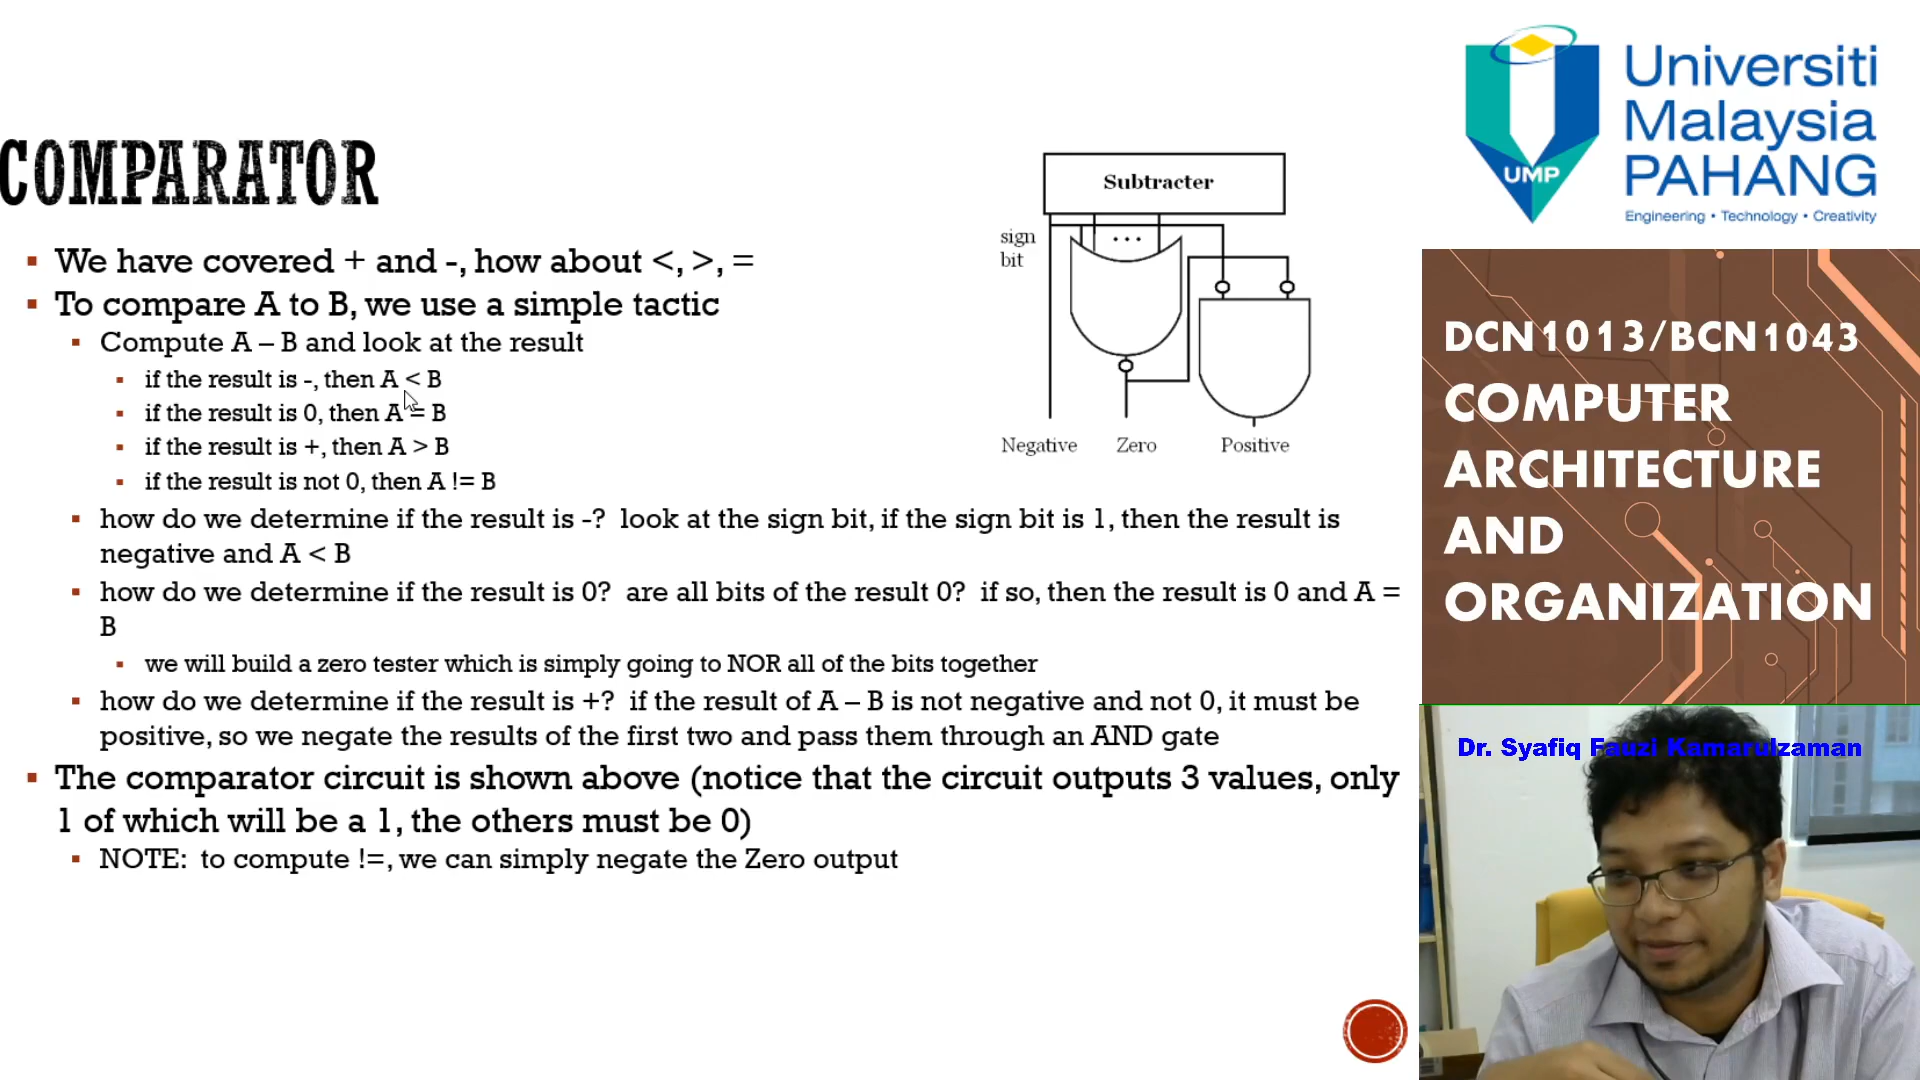 COMPARATOR
We have covered + and -, how about <, >, =
To compare A to B, we use a simple tactic
Compute A – B and look at the result
if the result is -, then A < B
if the result is 0, then A = B
if the result is +, then A > B
if the result is not 0, then A != B
how do we determine if the result is -? look at the sign bit, if the sign bit is 1, then the result is
negative and A < B
how do we determine if the result is 0? are all bits of the result 0? if so, then the result is 0 and A =
B
we will build a zero tester which is simply going to NOR all of the bits together
how do we determine if the result is +? if the result of A – B is not negative and not 0, it must be
positive, so we negate the results of the first two and pass them through an AND gate
The comparator circuit is shown above (notice that the circuit outputs 3 values, only
1 of which will be a 1, the others must be 0)
NOTE: to compute !=, we can simply negate the Zero output
Subtracter
sign
bit
...
Negative Zero Positive
UMP
Universiti
Malaysia
PAHANG
Engineering • Technology • Creativity
DCN1013/BCN1043
COMPUTER
ARCHITECTURE
AND
ORGANIZATION
Dr. Syafiq Fauzi Kamarulzaman